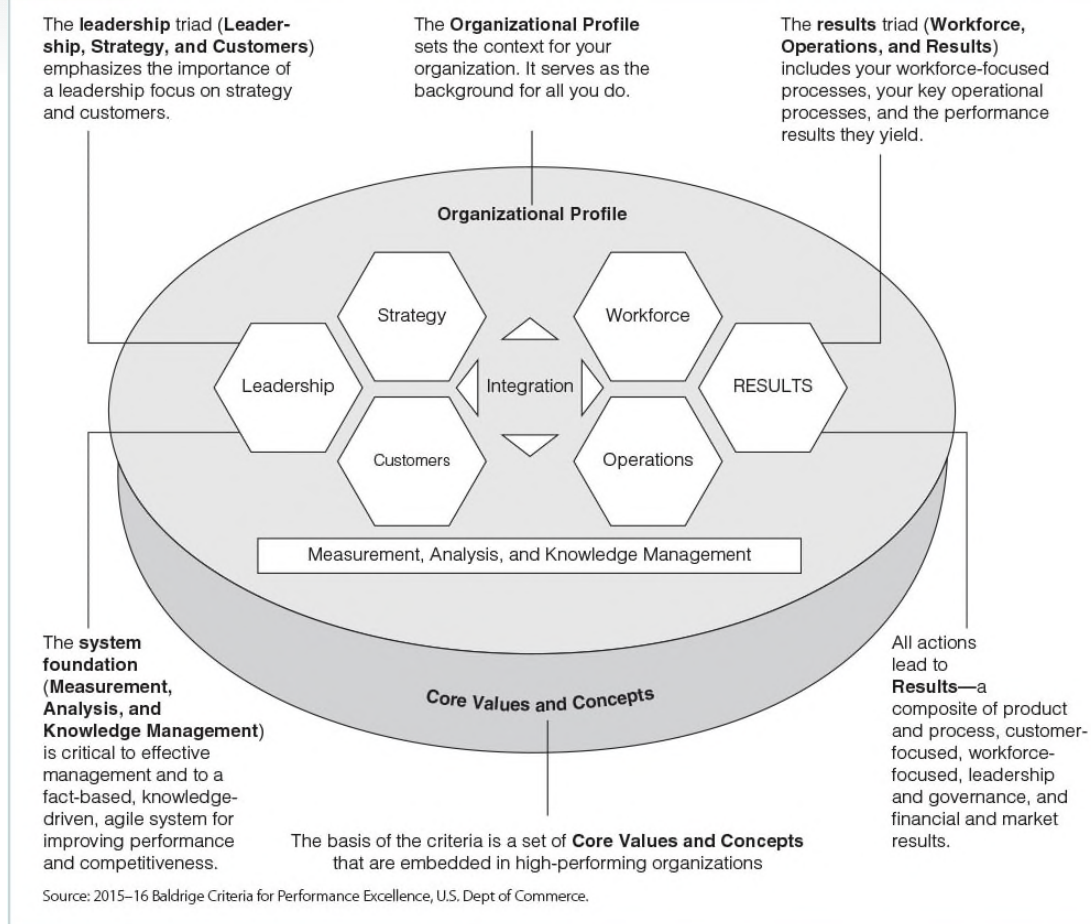 The leadership triad (Leader-
ship, Strategy, and Customers)
emphasizes the importance of
a leadership focus on strategy
and customers.
The Organizational Profile
sets the context for your
organization. It serves as the
background for all you do.
The results triad (Workforce,
Operations, and Results)
includes your workforce-focused
processes, your key operational
processes, and the performance
results they yield.
Organizational Profile
Strategy
Workforce
Leadership
Integration
RESULTS
Customers
Operations
Measurement, Analysis, and Knowledge Management
Core Values and Concepts
The system
foundation
(Measurement,
Analysis, and
Knowledge Management)
is critical to effective
management and to a
fact-based, knowledge-
driven, agile system for
improving performance
and competitiveness.
The basis of the criteria is a set of Core Values and Concepts
that are embedded in high-performing organizations
All actions
lead to
Results—a
composite of product
and process, customer-
focused, workforce-
focused, leadership
and governance, and
financial and market
results.
Source: 2015–16 Baldrige Criteria for Performance Excellence, U.S. Dept of Commerce.